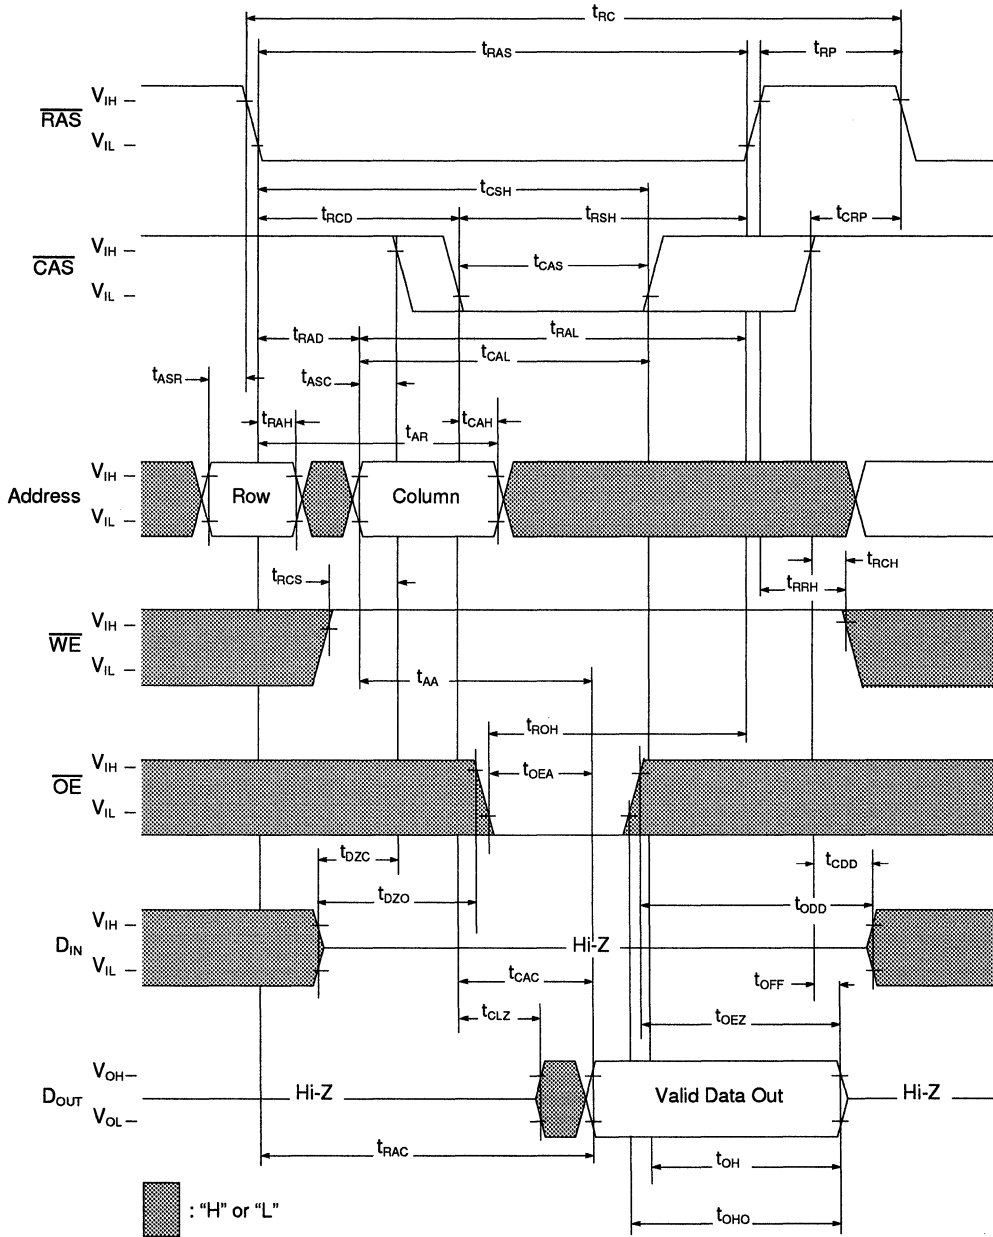 tRC
tRAS tRP
RAS VIH
VIL
tCSH
tRCD tRSH tCRP
CAS VIH
VIL
tCAS
tRAD tRAL
tCAL
tASR tASC
tRAH tCAH
tAR
Address VIH
VIL
Row Column
tRCS tRCH
tRRH
WE VIH
VIL
tAA
tROH
OE VIH
VIL
tOEA
tDZC tCDD
tDZO tODD
DIN VIH
VIL
Hi-Z
tCAC tOFF
tCLZ tOEZ
DOUT VOH
VOL
Hi-Z Valid Data Out Hi-Z
tRAC tOH
tOHO
: "H" or "L"